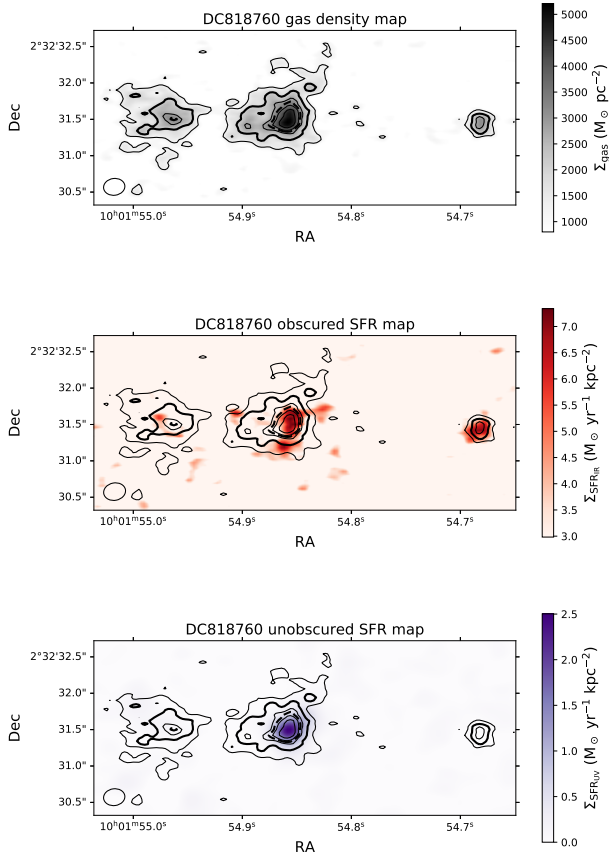 DC818760 gas density map
2°32'32.5"
32.0"
31.5"
31.0"
30.5"
Dec
10ʰ01ᵐ55.0ˢ 54.9ˢ 54.8ˢ 54.7ˢ
RA
5000
4500
4000
3500
3000
2500
2000
1500
1000
Σgas (M⊙ pc⁻²)
DC818760 obscured SFR map
2°32'32.5"
32.0"
31.5"
31.0"
30.5"
Dec
10ʰ01ᵐ55.0ˢ 54.9ˢ 54.8ˢ 54.7ˢ
RA
7.0
6.5
6.0
5.5
5.0
4.5
4.0
3.5
3.0
ΣSFR_IR (M⊙ yr⁻¹ kpc⁻²)
DC818760 unobscured SFR map
2°32'32.5"
32.0"
31.5"
31.0"
30.5"
Dec
10ʰ01ᵐ55.0ˢ 54.9ˢ 54.8ˢ 54.7ˢ
RA
2.5
2.0
1.5
1.0
0.5
0.0
ΣSFR_UV (M⊙ yr⁻¹ kpc⁻²)